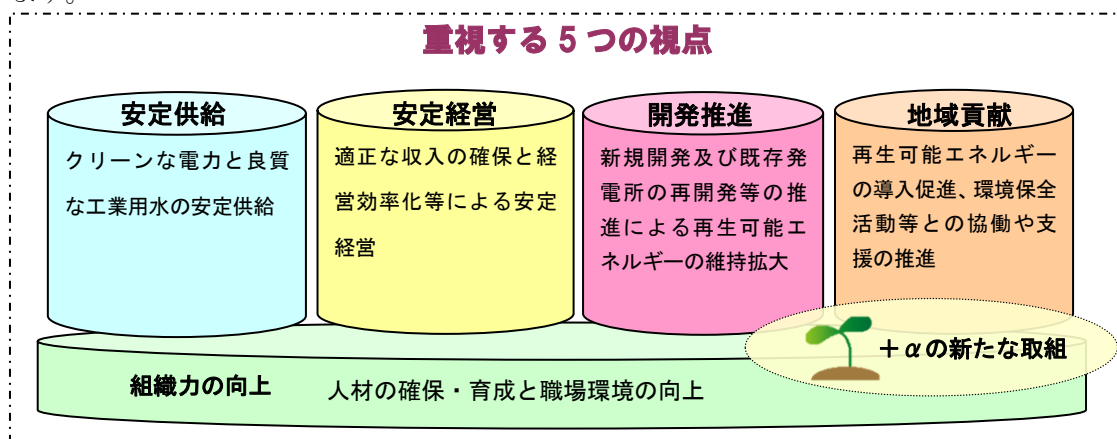 ます。
重視する5つの視点
安定供給
クリーンな電力と良質
な工業用水の安定供給
安定経営
適正な収入の確保と経
営効率化等による安定
経営
開発推進
新規開発及び既存発
電所の再開発等の推
進による再生可能エ
ネルギーの維持拡大
地域貢献
再生可能エネルギー
の導入促進、環境保全
活動等との協働や支
援の推進
+αの新たな取組
組織力の向上 人材の確保・育成と職場環境の向上